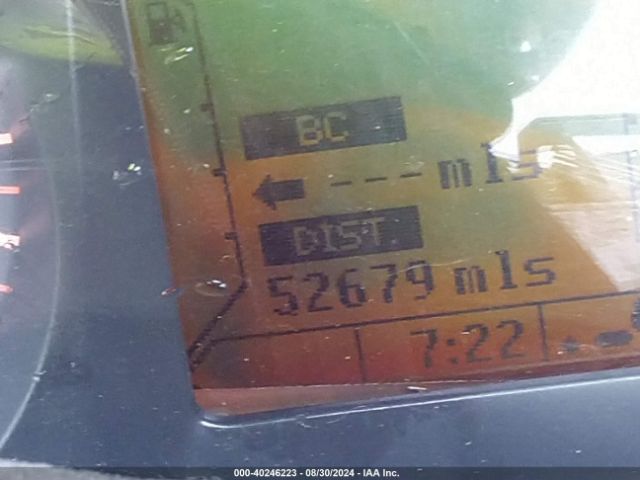 BC
--- mls
DIST.
52679 mls
7:22
000-40246223 - 08/30/2024 - IAA Inc.